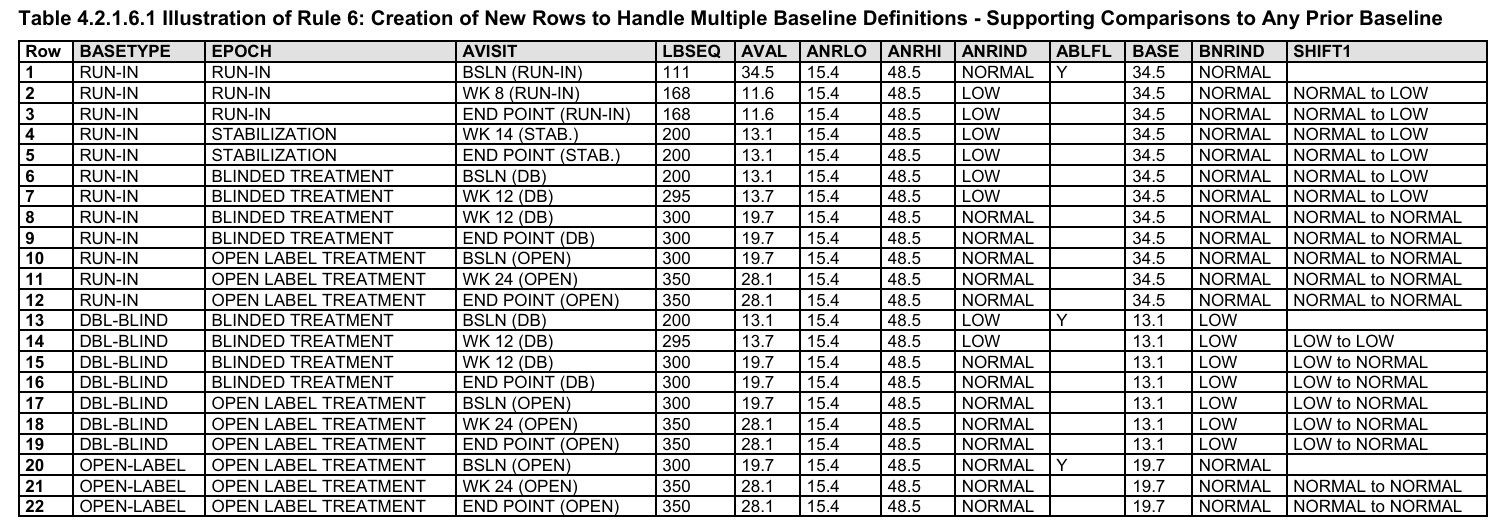 Table 4.2.1.6.1 Illustration of Rule 6: Creation of New Rows to Handle Multiple Baseline Definitions - Supporting Comparisons to Any Prior Baseline
Row BASETYPE EPOCH AVISIT LBSEQ AVAL ANRLO ANRHI ANRIND ABLFL BASE BNRIND SHIFT1
1 RUN-IN RUN-IN BSLN (RUN-IN) 111 34.5 15.4 48.5 NORMAL Y 34.5 NORMAL
2 RUN-IN RUN-IN WK 8 (RUN-IN) 168 11.6 15.4 48.5 LOW 34.5 NORMAL NORMAL to LOW
3 RUN-IN RUN-IN END POINT (RUN-IN) 168 11.6 15.4 48.5 LOW 34.5 NORMAL NORMAL to LOW
4 RUN-IN STABILIZATION WK 14 (STAB.) 200 13.1 15.4 48.5 LOW 34.5 NORMAL NORMAL to LOW
5 RUN-IN STABILIZATION END POINT (STAB.) 200 13.1 15.4 48.5 LOW 34.5 NORMAL NORMAL to LOW
6 RUN-IN BLINDED TREATMENT BSLN (DB) 200 13.1 15.4 48.5 LOW 34.5 NORMAL NORMAL to LOW
7 RUN-IN BLINDED TREATMENT WK 12 (DB) 295 13.7 15.4 48.5 LOW 34.5 NORMAL NORMAL to LOW
8 RUN-IN BLINDED TREATMENT WK 12 (DB) 300 19.7 15.4 48.5 NORMAL 34.5 NORMAL NORMAL to NORMAL
9 RUN-IN BLINDED TREATMENT END POINT (DB) 300 19.7 15.4 48.5 NORMAL 34.5 NORMAL NORMAL to NORMAL
10 RUN-IN OPEN LABEL TREATMENT BSLN (OPEN) 300 19.7 15.4 48.5 NORMAL 34.5 NORMAL NORMAL to NORMAL
11 RUN-IN OPEN LABEL TREATMENT WK 24 (OPEN) 350 28.1 15.4 48.5 NORMAL 34.5 NORMAL NORMAL to NORMAL
12 RUN-IN OPEN LABEL TREATMENT END POINT (OPEN) 350 28.1 15.4 48.5 NORMAL 34.5 NORMAL NORMAL to NORMAL
13 DBL-BLIND BLINDED TREATMENT BSLN (DB) 200 13.1 15.4 48.5 LOW Y 13.1 LOW
14 DBL-BLIND BLINDED TREATMENT WK 12 (DB) 295 13.7 15.4 48.5 LOW 13.1 LOW LOW to LOW
15 DBL-BLIND BLINDED TREATMENT WK 12 (DB) 300 19.7 15.4 48.5 NORMAL 13.1 LOW LOW to NORMAL
16 DBL-BLIND BLINDED TREATMENT END POINT (DB) 300 19.7 15.4 48.5 NORMAL 13.1 LOW LOW to NORMAL
17 DBL-BLIND OPEN LABEL TREATMENT BSLN (OPEN) 300 19.7 15.4 48.5 NORMAL 13.1 LOW LOW to NORMAL
18 DBL-BLIND OPEN LABEL TREATMENT WK 24 (OPEN) 350 28.1 15.4 48.5 NORMAL 13.1 LOW LOW to NORMAL
19 DBL-BLIND OPEN LABEL TREATMENT END POINT (OPEN) 350 28.1 15.4 48.5 NORMAL 13.1 LOW LOW to NORMAL
20 OPEN-LABEL OPEN LABEL TREATMENT BSLN (OPEN) 300 19.7 15.4 48.5 NORMAL Y 19.7 NORMAL
21 OPEN-LABEL OPEN LABEL TREATMENT WK 24 (OPEN) 350 28.1 15.4 48.5 NORMAL 19.7 NORMAL NORMAL to NORMAL
22 OPEN-LABEL OPEN LABEL TREATMENT END POINT (OPEN) 350 28.1 15.4 48.5 NORMAL 19.7 NORMAL NORMAL to NORMAL